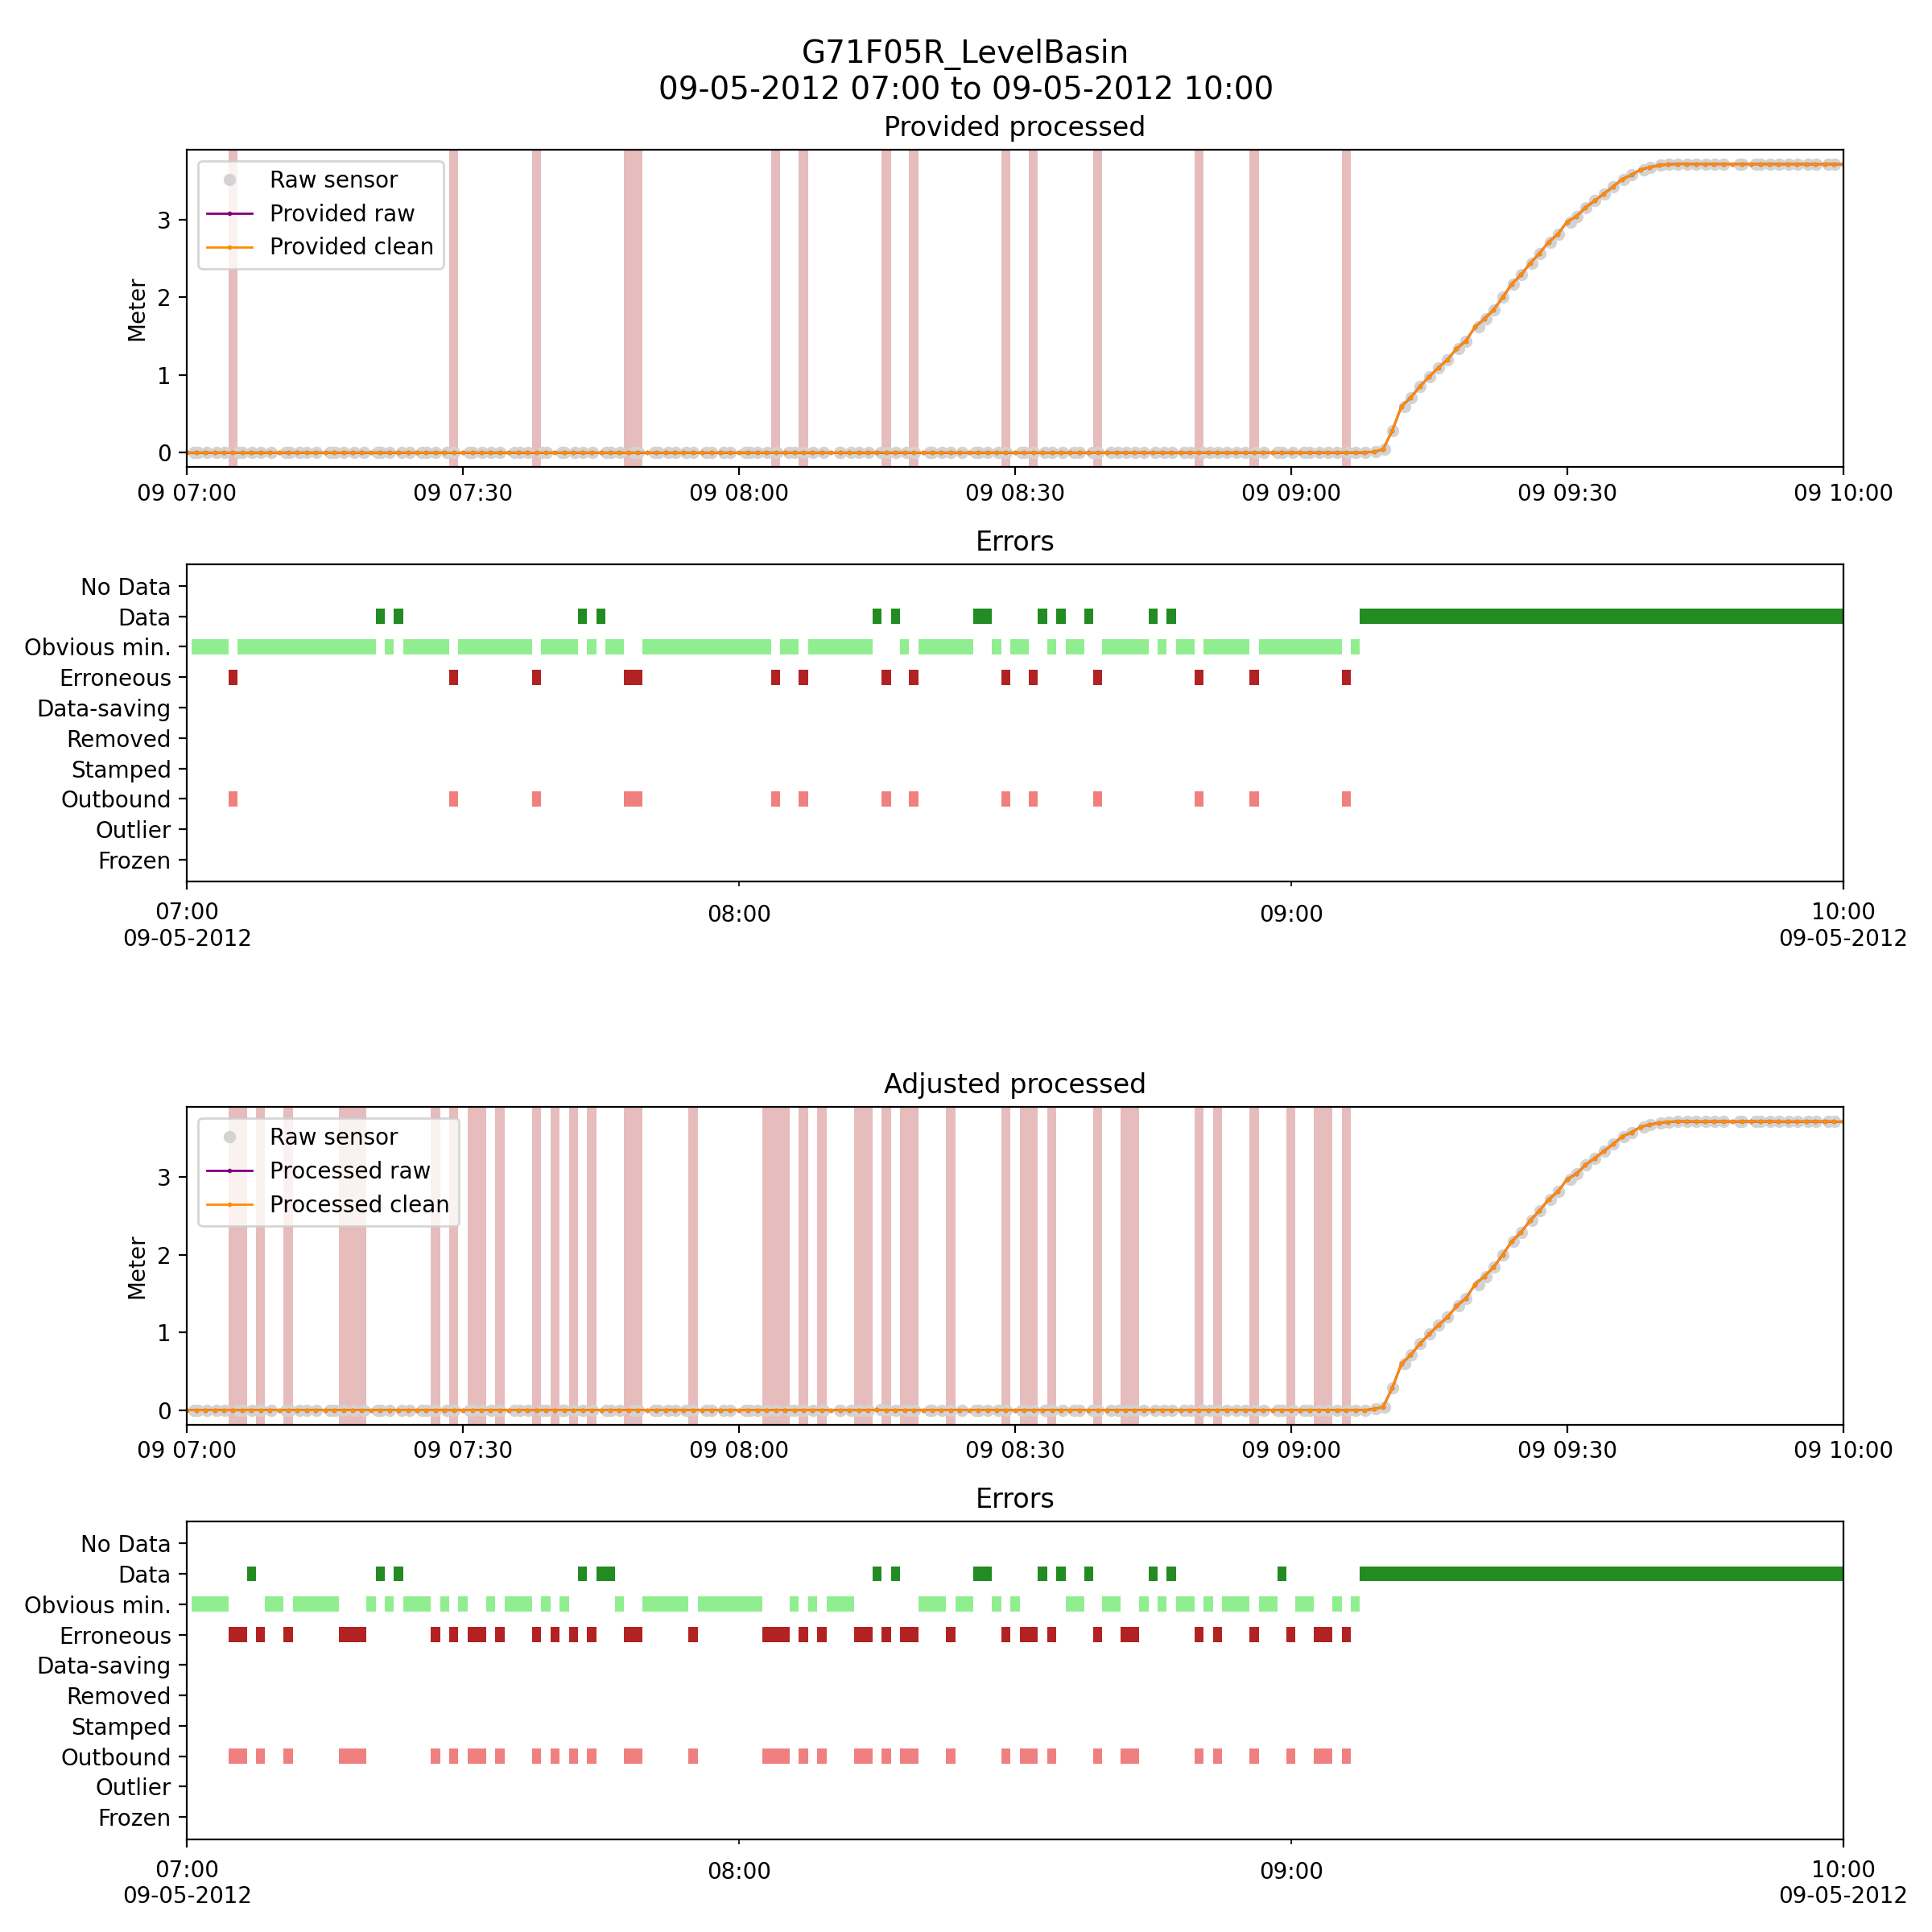 G71F05R_LevelBasin
09-05-2012 07:00 to 09-05-2012 10:00
Provided processed
Raw sensor
Provided raw
Provided clean
Meter
3
2
1
0
09 07:00 09 07:30 09 08:00 09 08:30 09 09:00 09 09:30 09 10:00
Errors
No Data
Data
Obvious min.
Erroneous
Data-saving
Removed
Stamped
Outbound
Outlier
Frozen
07:00 08:00 09:00 10:00
09-05-2012 09-05-2012
Adjusted processed
Raw sensor
Processed raw
Processed clean
Meter
3
2
1
0
09 07:00 09 07:30 09 08:00 09 08:30 09 09:00 09 09:30 09 10:00
Errors
No Data
Data
Obvious min.
Erroneous
Data-saving
Removed
Stamped
Outbound
Outlier
Frozen
07:00 08:00 09:00 10:00
09-05-2012 09-05-2012